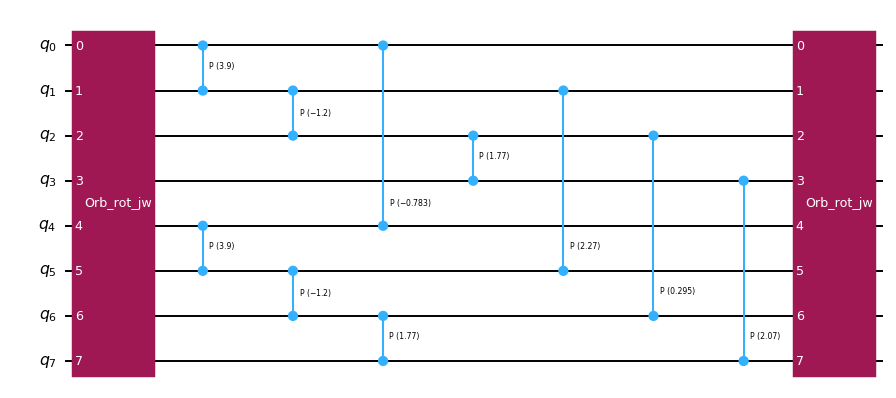 q0 0 0
P (3.9)
q1 1 1
P (−1.2)
q2 2 2
P (1.77)
q3 3 3
Orb_rot_jw P (−0.783) Orb_rot_jw
q4 4 4
P (3.9) P (2.27)
q5 5 5
P (−1.2) P (0.295)
q6 6 6
P (1.77) P (2.07)
q7 7 7